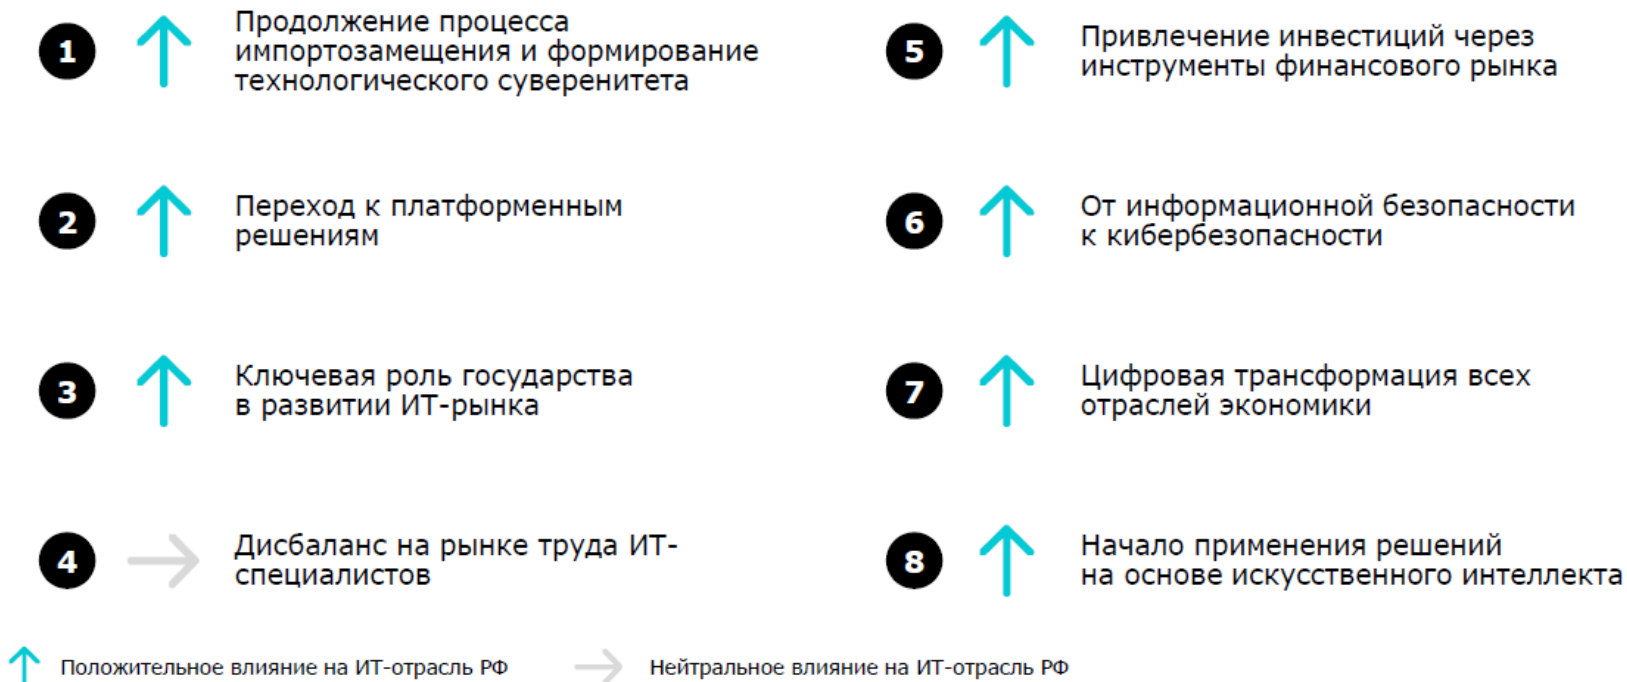 1
Продолжение процесса
импортозамещения и формирование
технологического суверенитета
2
Переход к платформенным
решениям
3
Ключевая роль государства
в развитии ИТ-рынка
4
Дисбаланс на рынке труда ИТ-
специалистов
5
Привлечение инвестиций через
инструменты финансового рынка
6
От информационной безопасности
к кибербезопасности
7
Цифровая трансформация всех
отраслей экономики
8
Начало применения решений
на основе искусственного интеллекта
Положительное влияние на ИТ-отрасль РФ
Нейтральное влияние на ИТ-отрасль РФ